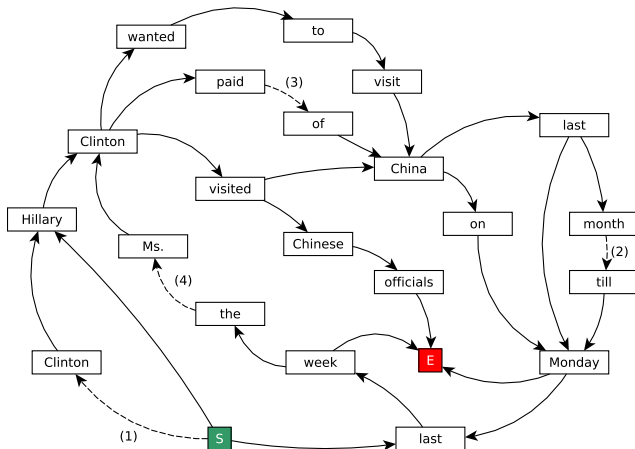 wanted
to
paid
(3)
visit
of
last
Clinton
China
visited
Hillary
on
month
Ms.
Chinese
(2)
(4)
officials
till
the
Clinton
week
E
Monday
(1)
S
last